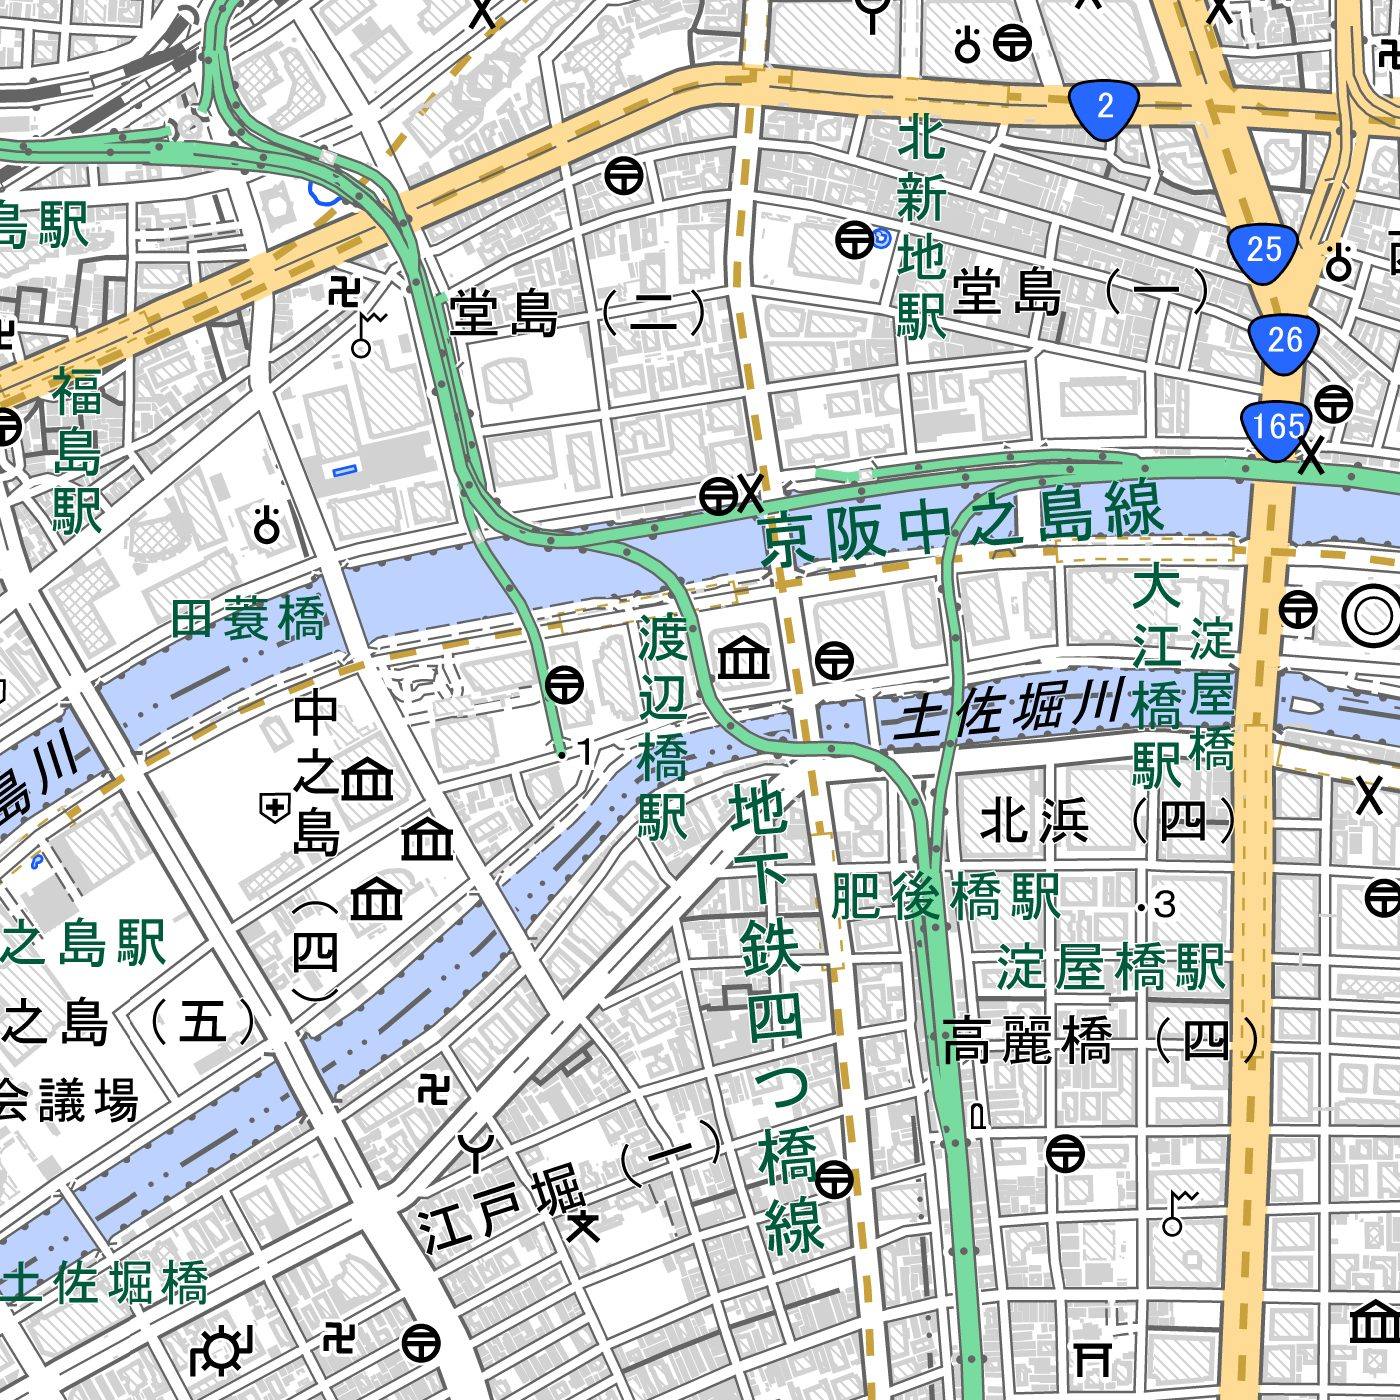 2
北新地駅
島駅
25
堂島（二）
堂島（一）
26
福島駅
165
京阪中之島線
田蓑橋
大江橋駅
淀屋橋
渡辺橋駅
土佐堀川
中之島（四）
島川
1
地下鉄四つ橋線
北浜（四）
肥後橋駅
3
之島駅
淀屋橋駅
之島（五）
高麗橋（四）
会議場
江戸堀（一）
土佐堀橋